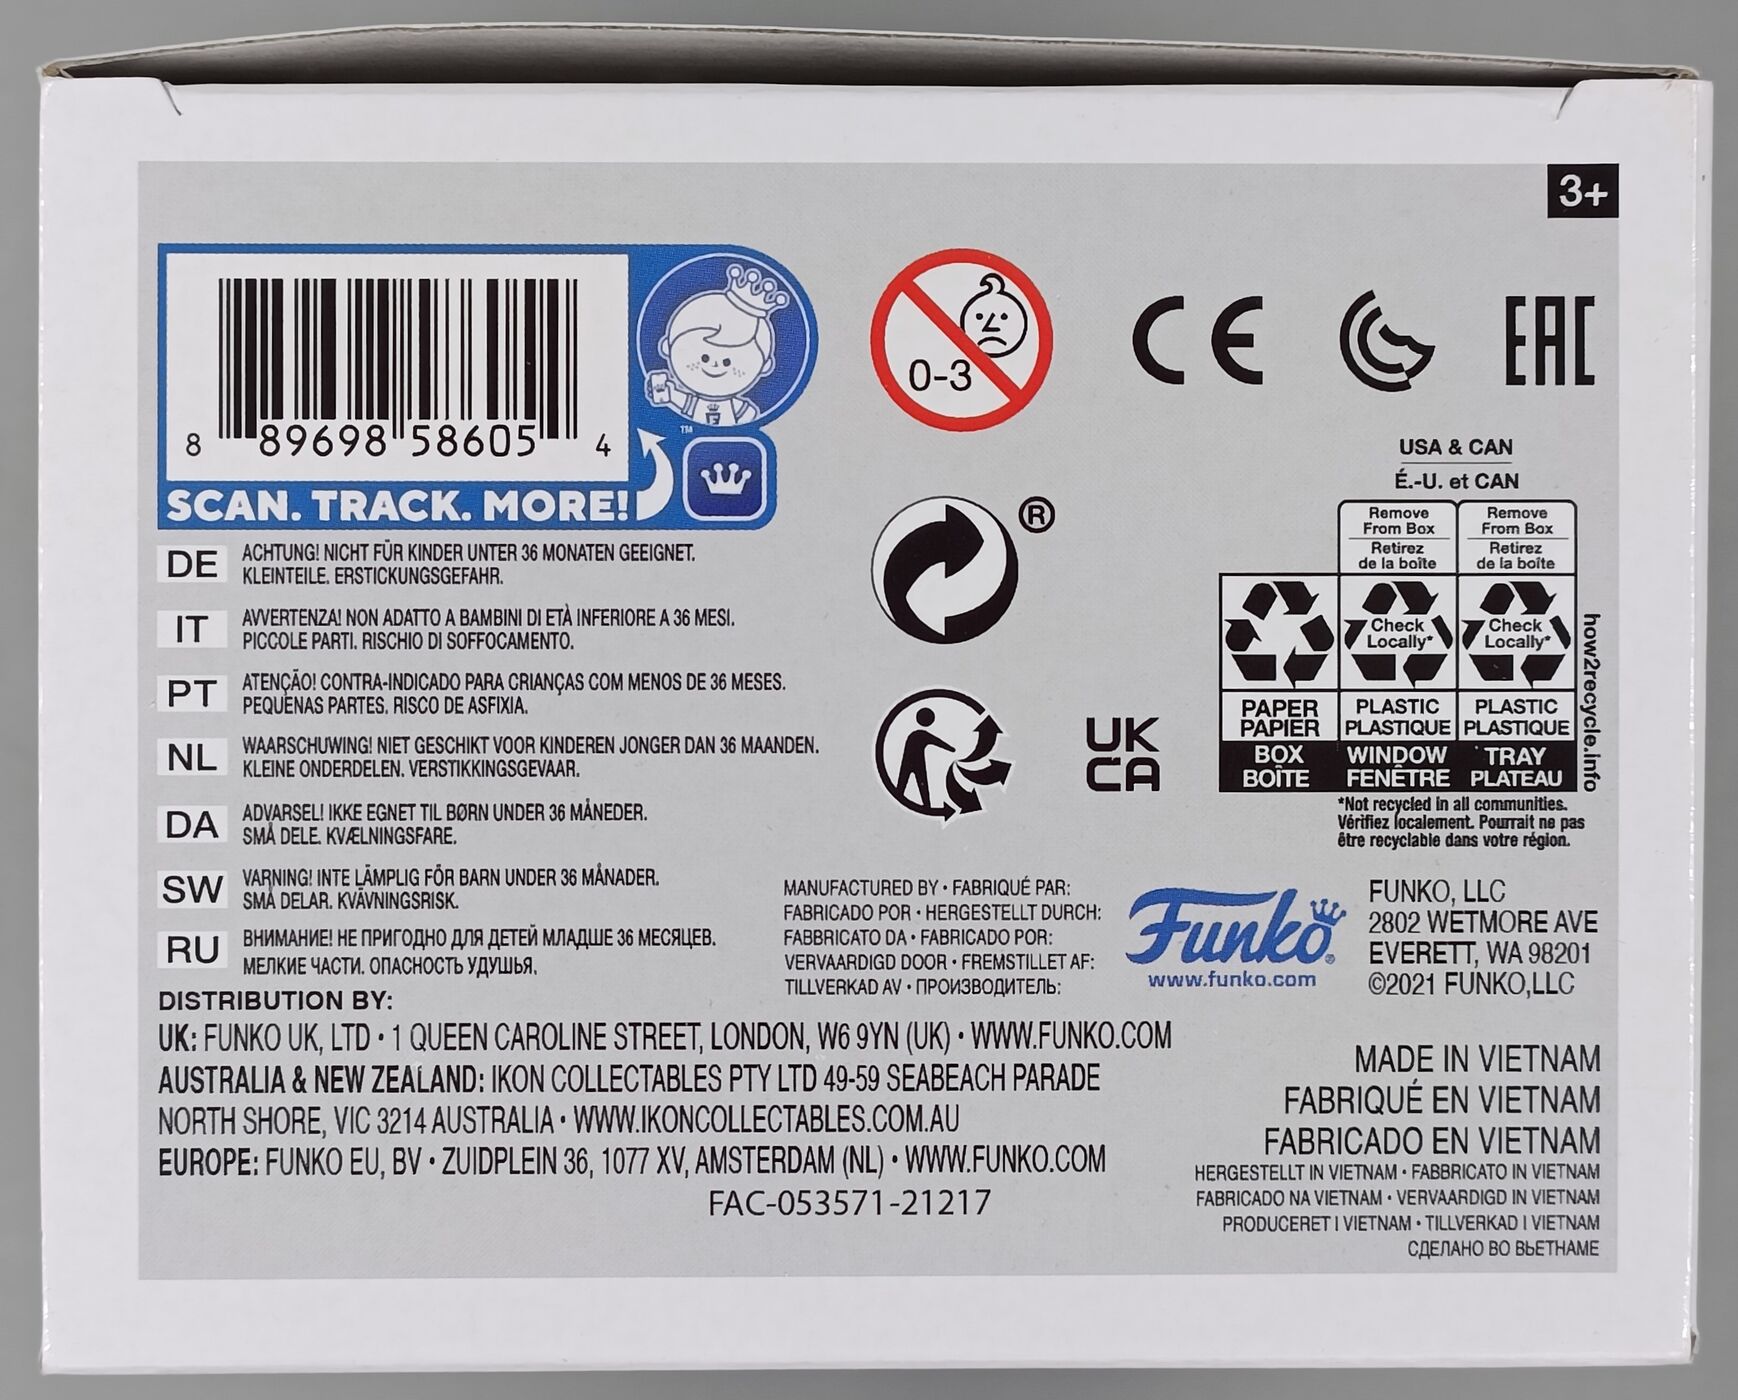 3+
8 89698 58605 4
™
SCAN. TRACK. MORE!
0-3
CE
EAC
USA & CAN
É.-U. et CAN
®
Remove
From Box
Retirez
de la boîte
Remove
From Box
Retirez
de la boîte
Check
Locally*
Check
Locally*
PAPER
PAPIER
PLASTIC
PLASTIQUE
PLASTIC
PLASTIQUE
BOX
BOÎTE
WINDOW
FENÊTRE
TRAY
PLATEAU
how2recycle.info
*Not recycled in all communities.
Vérifiez localement. Pourrait ne pas
être recyclable dans votre région.
UK
CA
DE ACHTUNG! NICHT FÜR KINDER UNTER 36 MONATEN GEEIGNET.
KLEINTEILE. ERSTICKUNGSGEFAHR.
IT AVVERTENZA! NON ADATTO A BAMBINI DI ETÀ INFERIORE A 36 MESI.
PICCOLE PARTI. RISCHIO DI SOFFOCAMENTO.
PT ATENÇÃO! CONTRA-INDICADO PARA CRIANÇAS COM MENOS DE 36 MESES.
PEQUENAS PARTES. RISCO DE ASFIXIA.
NL WAARSCHUWING! NIET GESCHIKT VOOR KINDEREN JONGER DAN 36 MAANDEN.
KLEINE ONDERDELEN. VERSTIKKINGSGEVAAR.
DA ADVARSEL! IKKE EGNET TIL BØRN UNDER 36 MÅNEDER.
SMÅ DELE. KVÆLNINGSFARE.
SW VARNING! INTE LÄMPLIG FÖR BARN UNDER 36 MÅNADER.
SMÅ DELAR. KVÄVNINGSRISK.
RU ВНИМАНИЕ! НЕ ПРИГОДНО ДЛЯ ДЕТЕЙ МЛАДШЕ 36 МЕСЯЦЕВ.
МЕЛКИЕ ЧАСТИ. ОПАСНОСТЬ УДУШЬЯ.
MANUFACTURED BY • FABRIQUÉ PAR:
FABRICADO POR • HERGESTELLT DURCH:
FABBRICATO DA • FABRICADO POR:
VERVAARDIGD DOOR • FREMSTILLET AF:
TILLVERKAD AV • ПРОИЗВОДИТЕЛЬ:
Funko®
www.funko.com
FUNKO, LLC
2802 WETMORE AVE
EVERETT, WA 98201
©2021 FUNKO,LLC
DISTRIBUTION BY:
UK: FUNKO UK, LTD • 1 QUEEN CAROLINE STREET, LONDON, W6 9YN (UK) • WWW.FUNKO.COM
AUSTRALIA & NEW ZEALAND: IKON COLLECTABLES PTY LTD 49-59 SEABEACH PARADE
NORTH SHORE, VIC 3214 AUSTRALIA • WWW.IKONCOLLECTABLES.COM.AU
EUROPE: FUNKO EU, BV • ZUIDPLEIN 36, 1077 XV, AMSTERDAM (NL) • WWW.FUNKO.COM
FAC-053571-21217
MADE IN VIETNAM
FABRIQUÉ EN VIETNAM
FABRICADO EN VIETNAM
HERGESTELLT IN VIETNAM • FABBRICATO IN VIETNAM
FABRICADO NA VIETNAM • VERVAARDIGD IN VIETNAM
PRODUCERET I VIETNAM • TILLVERKAD I VIETNAM
СДЕЛАНО ВО ВЬЕТНАМЕ